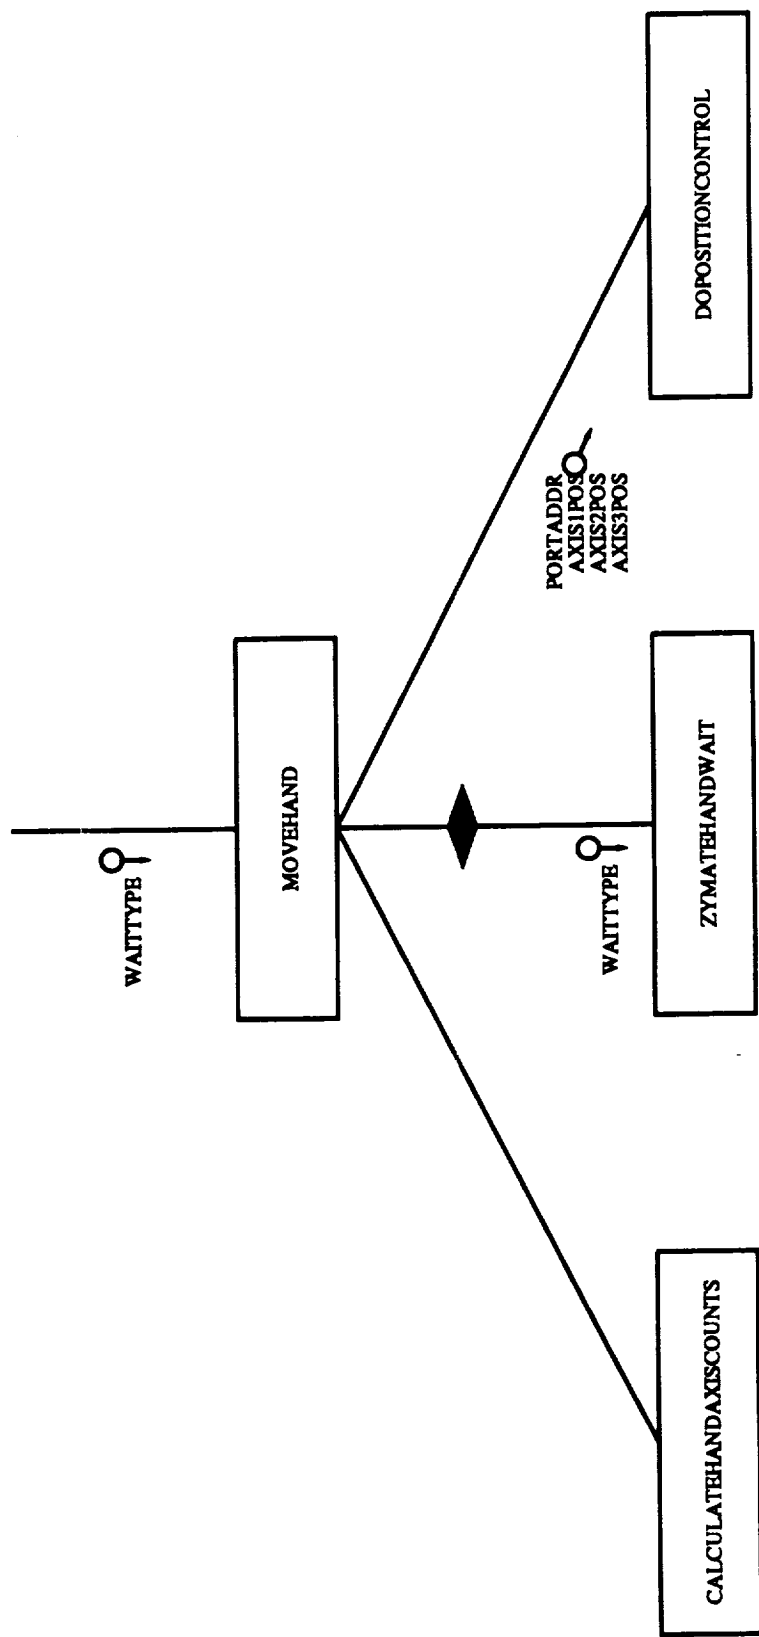 WAITTYPE
MOVEHAND
WAITTYPE
PORTADDR
AXIS1POS
AXIS2POS
AXIS3POS
CALCULATEHANDAXISCOUNTS
ZYMATEHANDWAIT
DOPOSITIONCONTROL